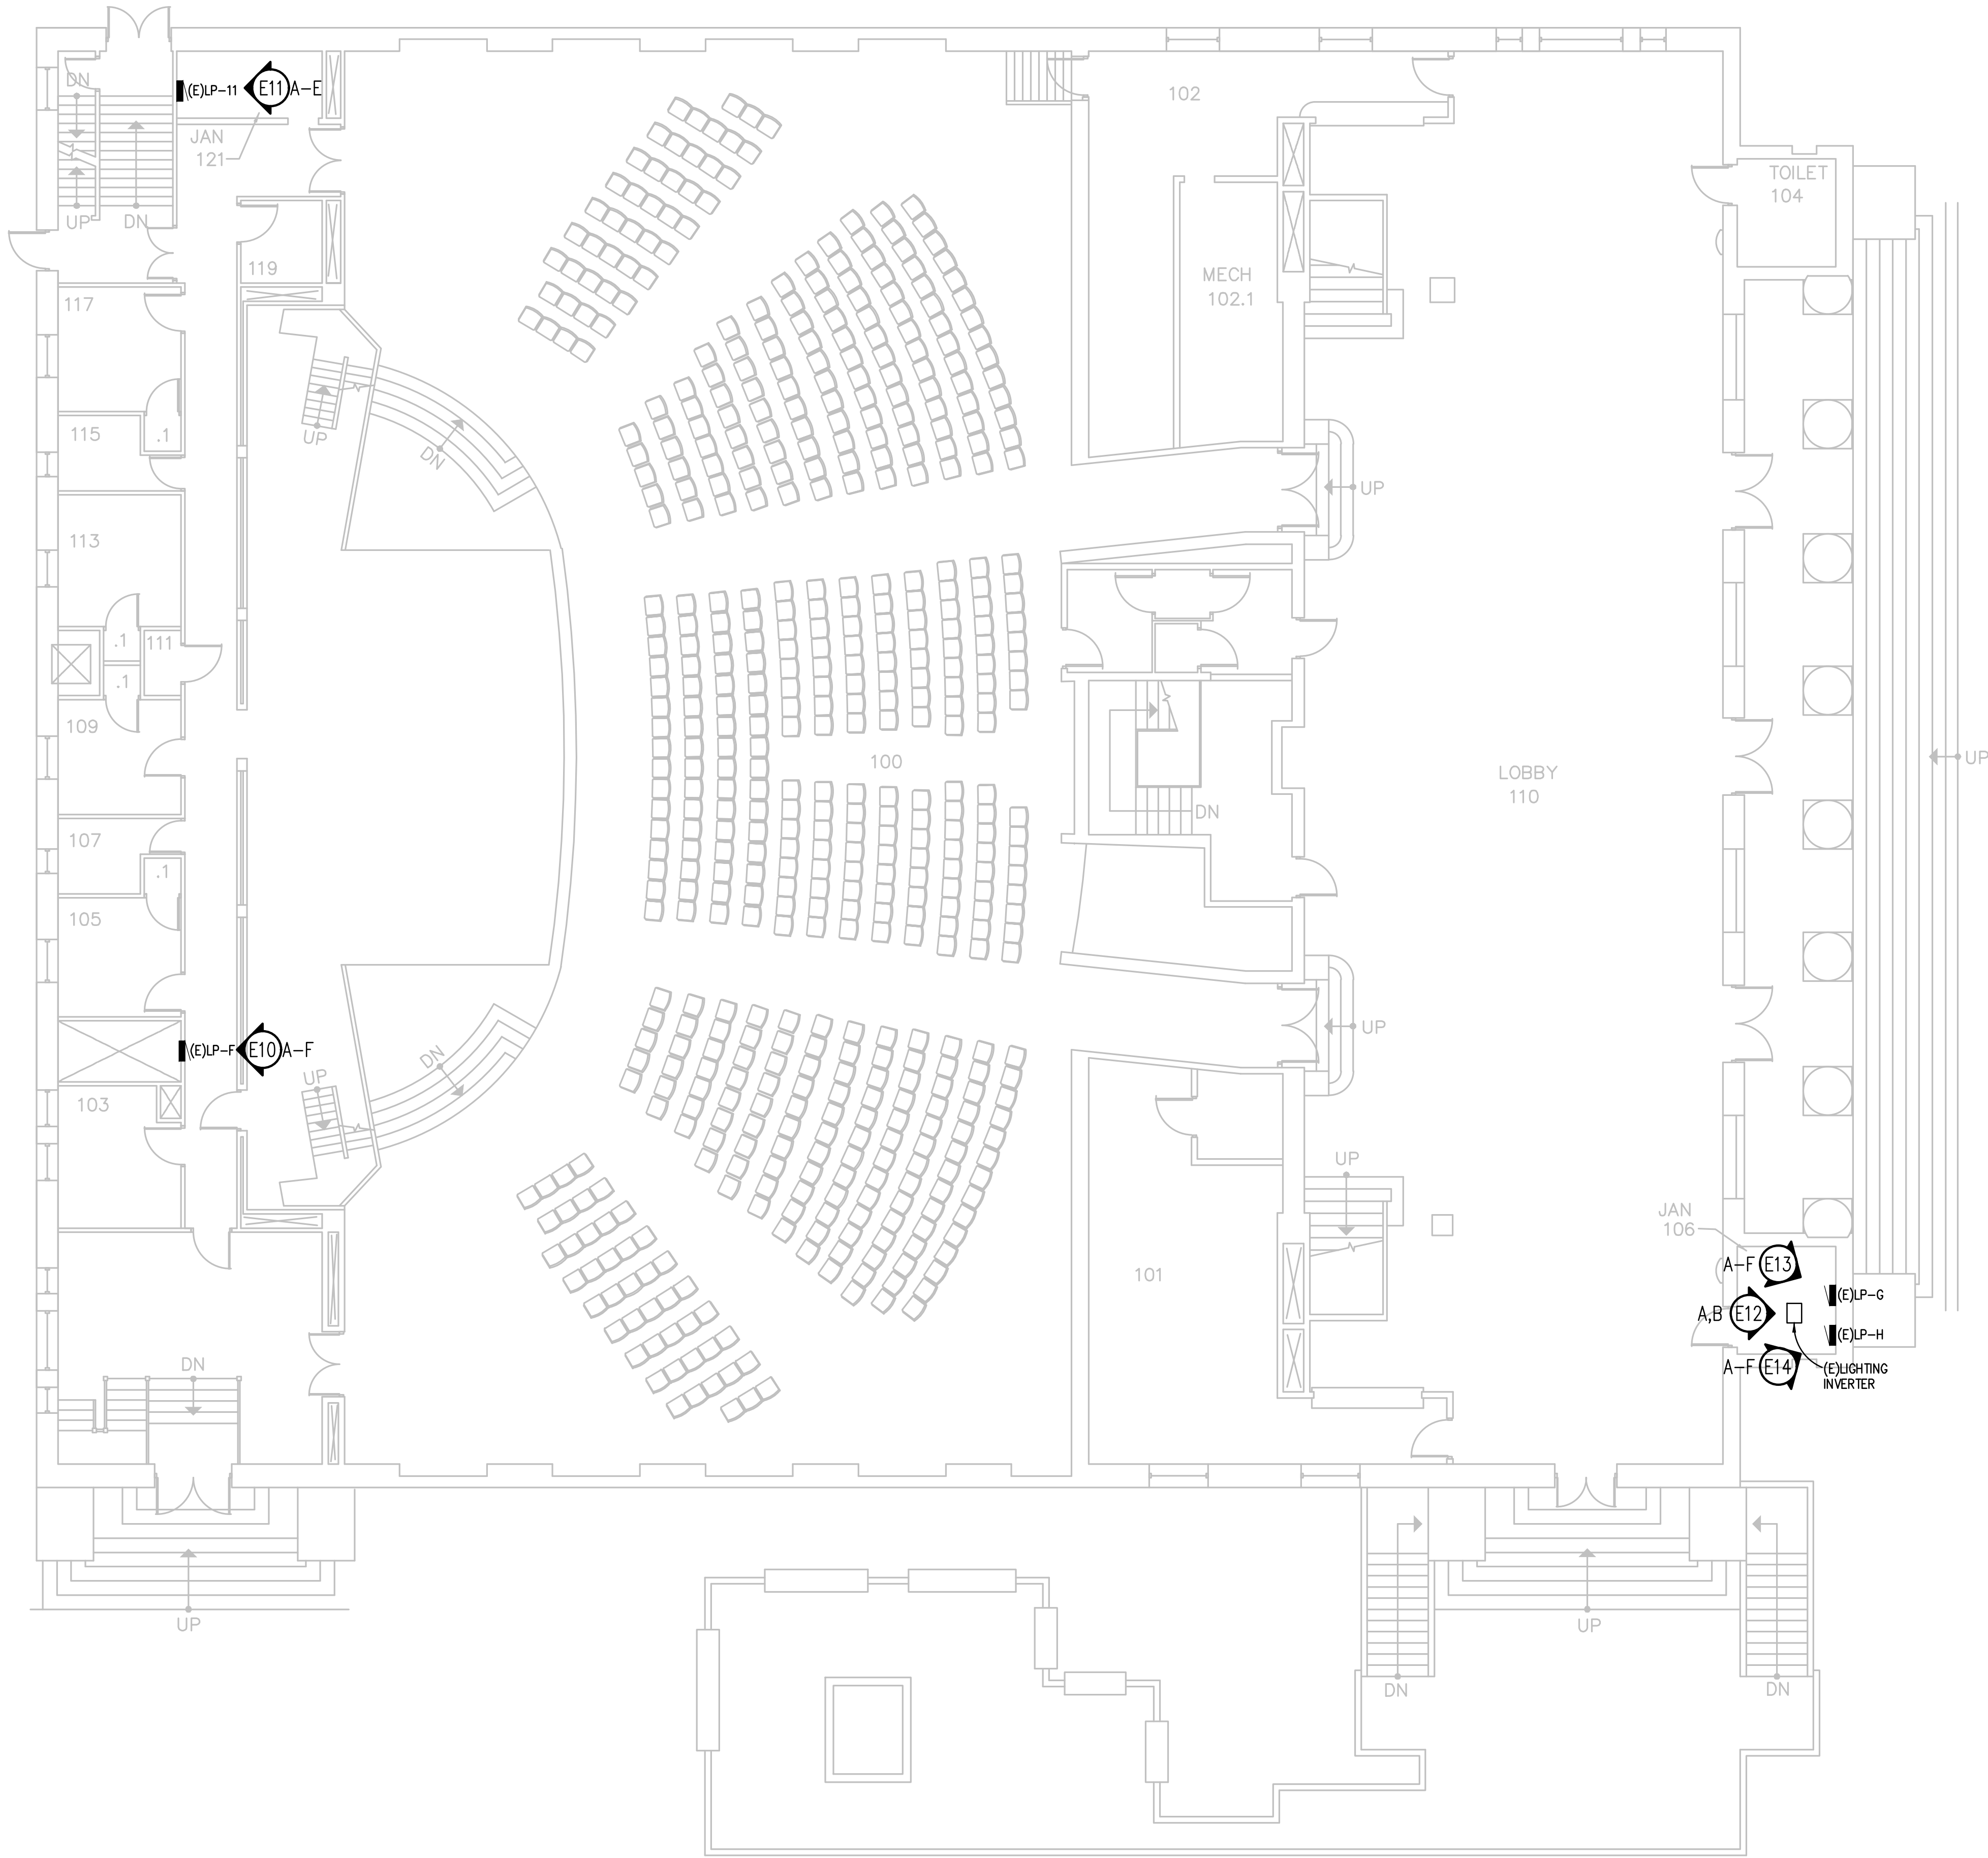 DN
(E)LP-11
E11
A-E
JAN
121
102
TOILET
104
UP
DN
119
MECH
102.1
117
115
.1
UP
DN
UP
113
.1
111
.1
109
100
LOBBY
110
UP
107
DN
.1
105
UP
(E)LP-F
E10
A-F
DN
UP
103
UP
JAN
106
101
A-F
E13
(E)LP-G
A,B
E12
(E)LP-H
A-F
E14
(E)LIGHTING
INVERTER
DN
UP
UP
DN
DN